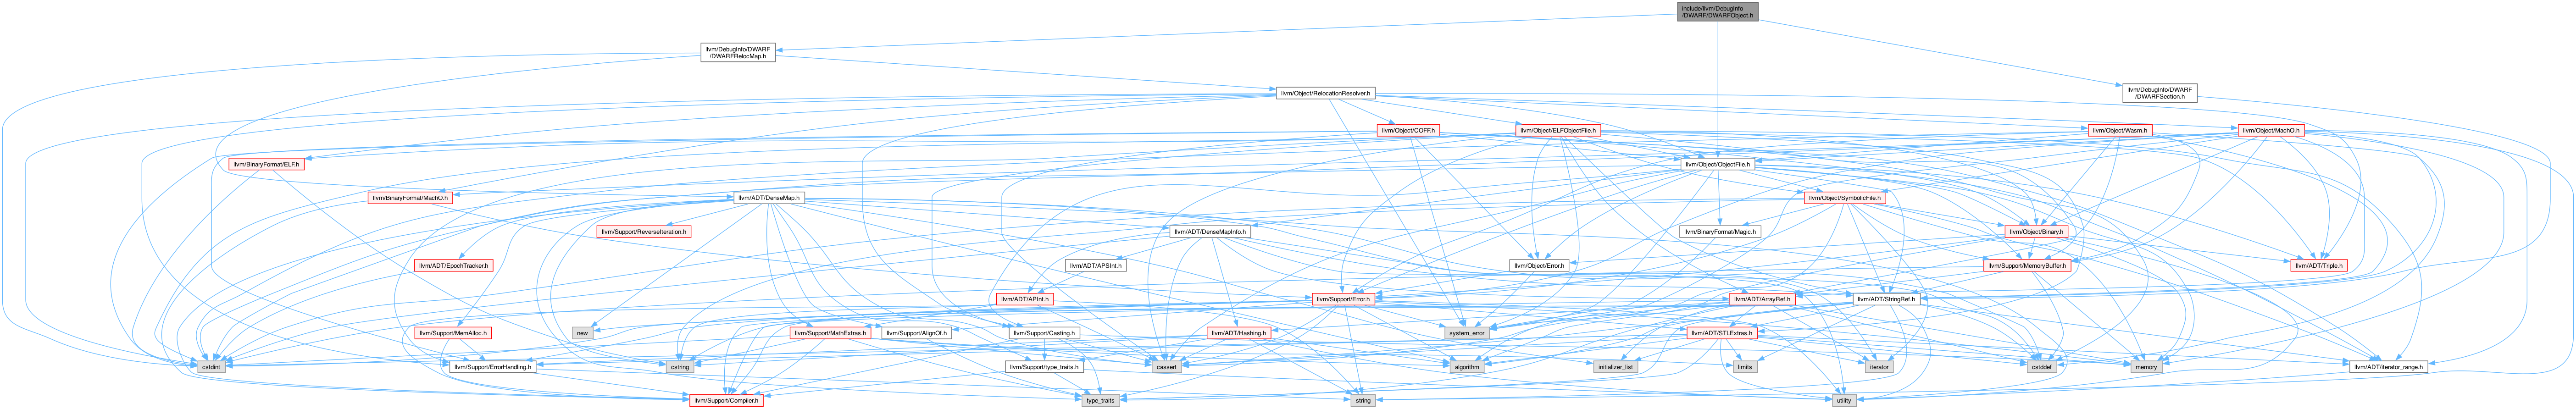 include/llvm/DebugInfo
/DWARF/DWARFObject.h
llvm/DebugInfo/DWARF
/DWARFRelocMap.h
llvm/DebugInfo/DWARF
/DWARFSection.h
llvm/Object/RelocationResolver.h
llvm/Object/COFF.h
llvm/Object/ELFObjectFile.h
llvm/Object/Wasm.h
llvm/Object/MachO.h
llvm/BinaryFormat/ELF.h
llvm/Object/ObjectFile.h
llvm/BinaryFormat/MachO.h
llvm/ADT/DenseMap.h
llvm/Object/SymbolicFile.h
llvm/Support/ReverseIteration.h
llvm/ADT/DenseMapInfo.h
llvm/BinaryFormat/Magic.h
llvm/Object/Binary.h
llvm/ADT/EpochTracker.h
llvm/ADT/APSInt.h
llvm/Object/Error.h
llvm/Support/MemoryBuffer.h
llvm/ADT/Triple.h
llvm/ADT/APInt.h
llvm/Support/Error.h
llvm/ADT/ArrayRef.h
llvm/ADT/StringRef.h
llvm/Support/MemAlloc.h
new
llvm/Support/MathExtras.h
llvm/Support/AlignOf.h
llvm/Support/Casting.h
llvm/ADT/Hashing.h
system_error
llvm/ADT/STLExtras.h
cstdint
llvm/Support/ErrorHandling.h
cstring
llvm/Support/type_traits.h
cassert
algorithm
initializer_list
limits
iterator
cstddef
memory
llvm/ADT/iterator_range.h
llvm/Support/Compiler.h
type_traits
string
utility